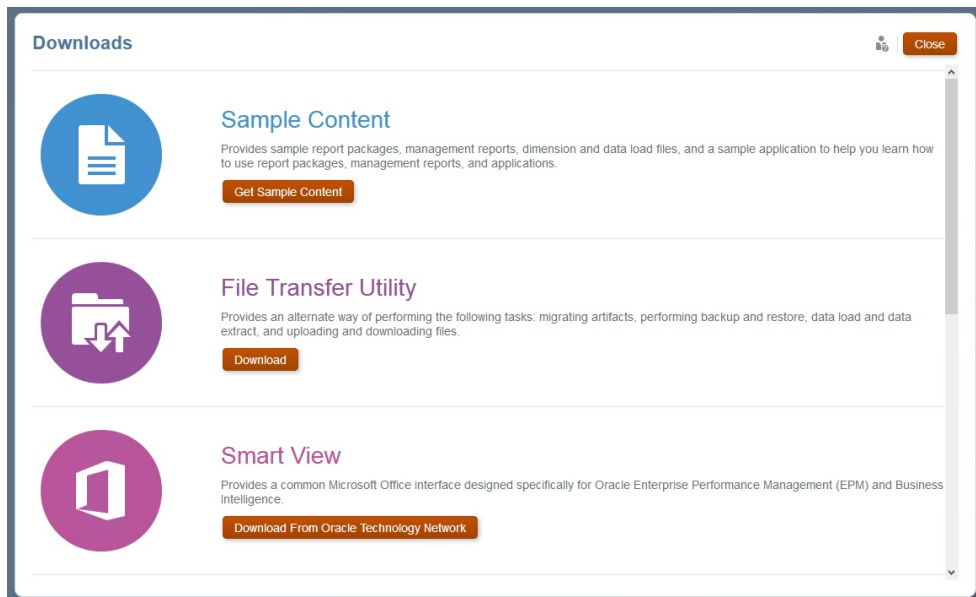 Downloads
Close
Sample Content
Provides sample report packages, management reports, dimension and data load files, and a sample application to help you learn how
to use report packages, management reports, and applications.
Get Sample Content
File Transfer Utility
Provides an alternate way of performing the following tasks: migrating artifacts, performing backup and restore, data load and data
extract, and uploading and downloading files.
Download
Smart View
Provides a common Microsoft Office interface designed specifically for Oracle Enterprise Performance Management (EPM) and Business
Intelligence.
Download From Oracle Technology Network